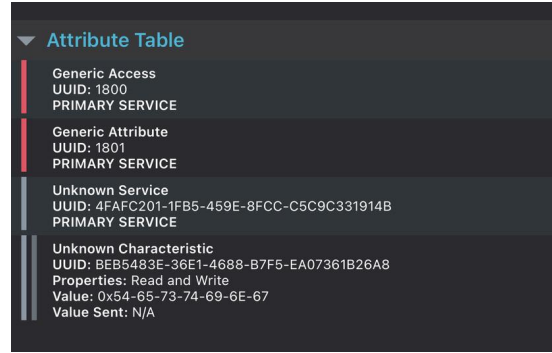 Attribute Table
Generic Access
UUID: 1800
PRIMARY SERVICE
Generic Attribute
UUID: 1801
PRIMARY SERVICE
Unknown Service
UUID: 4FAFC201-1FB5-459E-8FCC-C5C9C331914B
PRIMARY SERVICE
Unknown Characteristic
UUID: BEB5483E-36E1-4688-B7F5-EA07361B26A8
Properties: Read and Write
Value: 0x54-65-73-74-69-6E-67
Value Sent: N/A